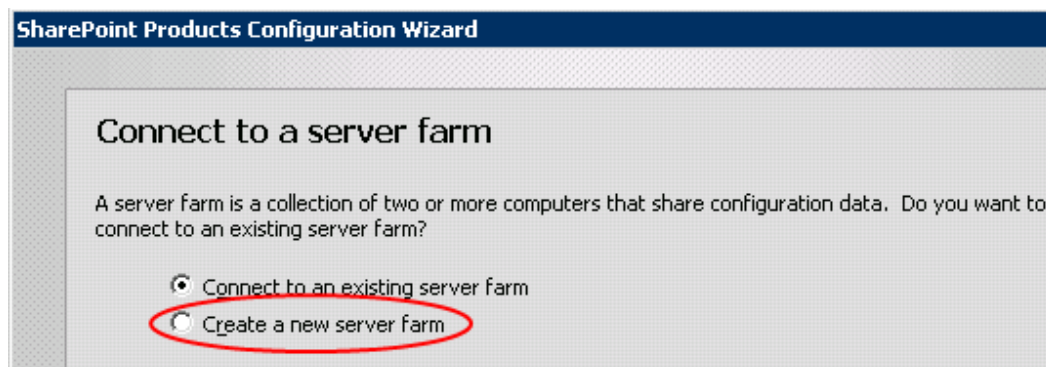 SharePoint Products Configuration Wizard
Connect to a server farm
A server farm is a collection of two or more computers that share configuration data.  Do you want to
connect to an existing server farm?
Connect to an existing server farm
Create a new server farm